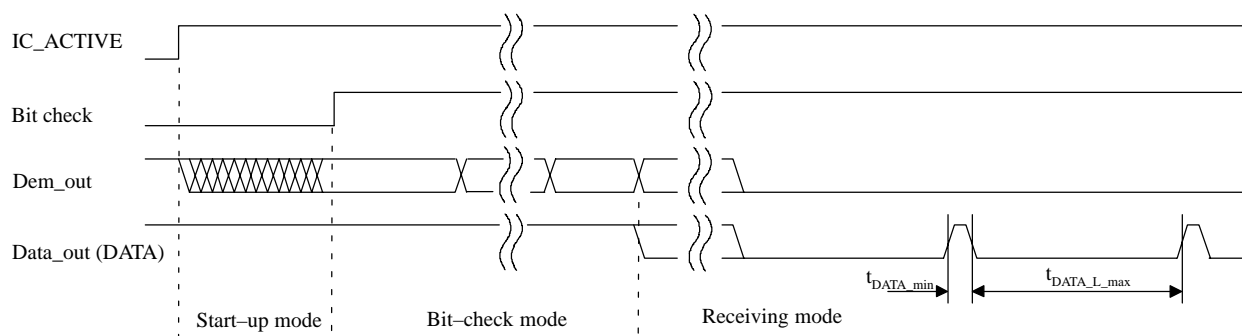 IC_ACTIVE
Bit check
Dem_out
Data_out (DATA)
tDATA_min
tDATA_L_max
Start–up mode
Bit–check mode
Receiving mode